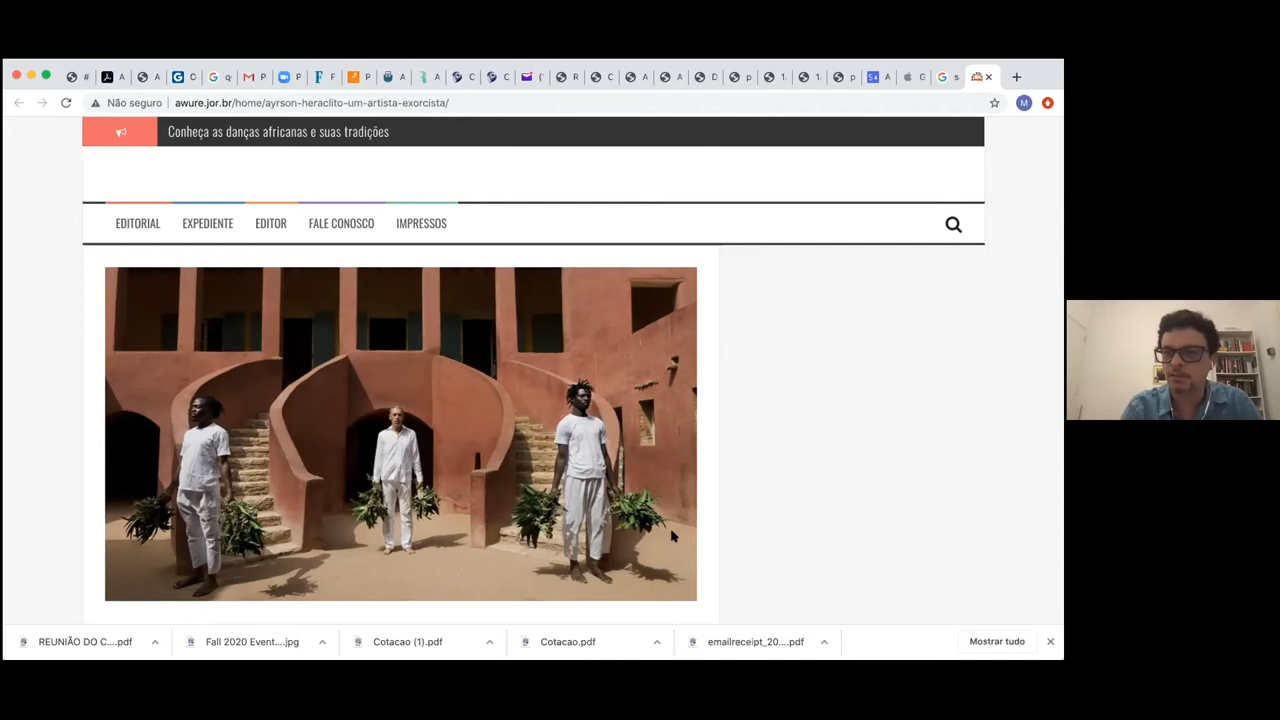 #
A
A
O
q
P
P
F
P
A
A
C
C
(
R
C
A
A
D
p
1.
1.
p
A
G
s
Não seguro
awure.jor.br/home/ayrson-heraclito-um-artista-exorcista/
M
Conheça as danças africanas e suas tradições
EDITORIAL EXPEDIENTE EDITOR FALE CONOSCO IMPRESSOS
REUNIÃO DO C....pdf
Fall 2020 Event....jpg
Cotacao (1).pdf
Cotacao.pdf
emailreceipt_20....pdf
Mostrar tudo